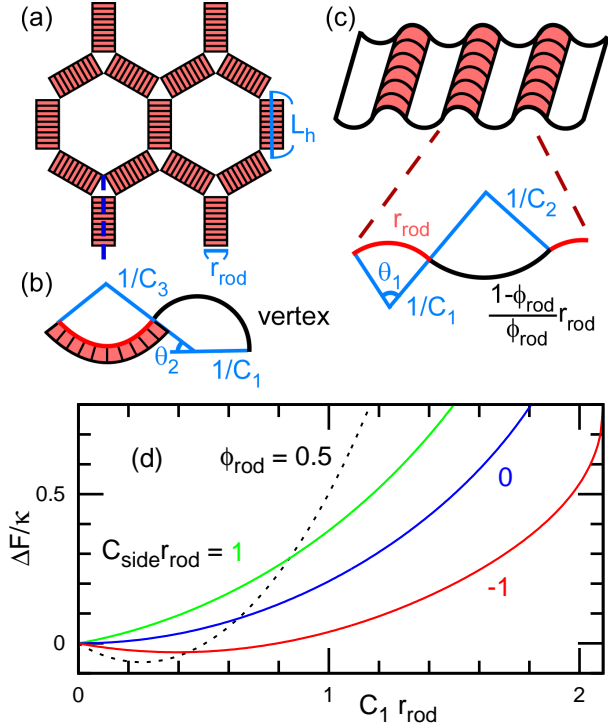 (a)
L_h
r_rod
(b)
1/C_3
vertex
θ_2
1/C_1
(c)
1/C_2
r_rod
θ_1
1/C_1
1-ϕ_rod
ϕ_rod
r_rod
(d)
ϕ_rod = 0.5
0
C_side r_rod = 1
-1
0.5
0
ΔF/κ
0
1
2
C_1 r_rod